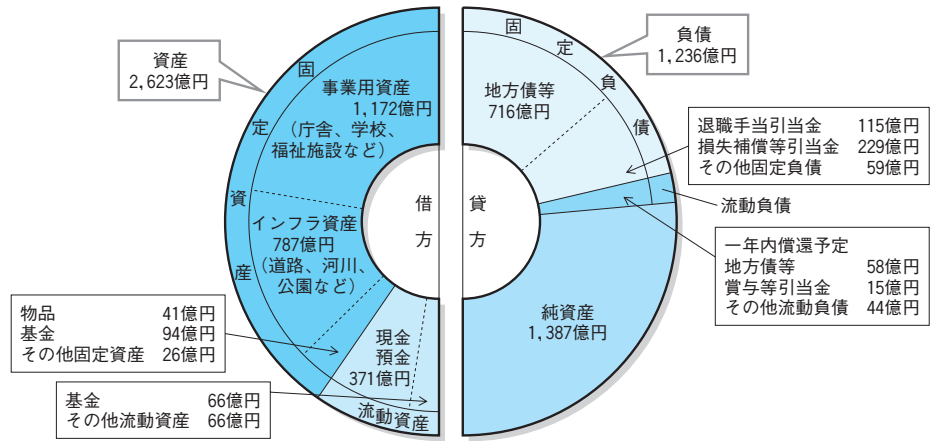 資産
2,623億円
固定資産
事業用資産
1,172億円
(庁舎、学校、
福祉施設など)
インフラ資産
787億円
(道路、河川、
公園など)
物品 41億円
基金 94億円
その他固定資産 26億円
現金
預金
371億円
流動資産
基金 66億円
その他流動資産 66億円
借方
貸方
負債
1,236億円
固定負債
地方債等
716億円
退職手当引当金 115億円
損失補償等引当金 229億円
その他固定負債 59億円
流動負債
一年内償還予定
地方債等 58億円
賞与等引当金 15億円
その他流動負債 44億円
純資産
1,387億円